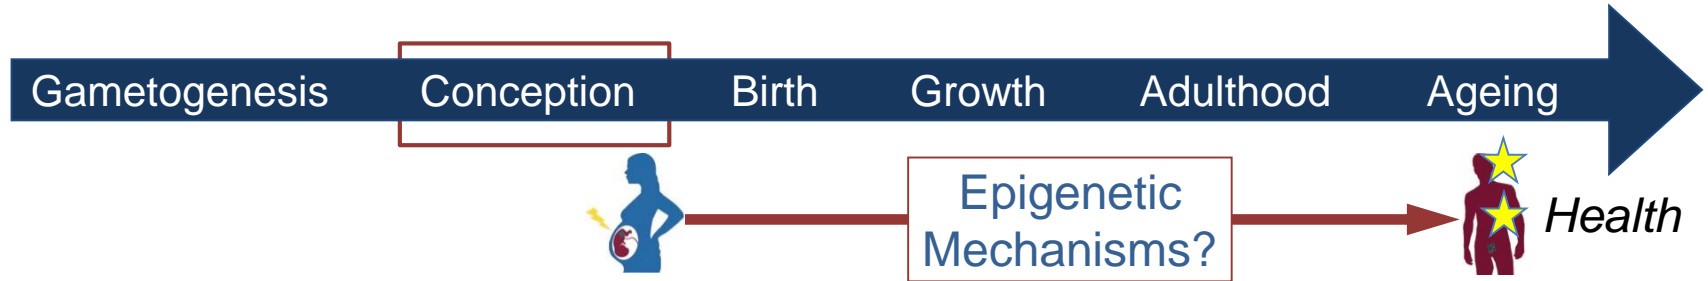 Gametogenesis Conception Birth Growth Adulthood Ageing
Epigenetic
Mechanisms?
Health